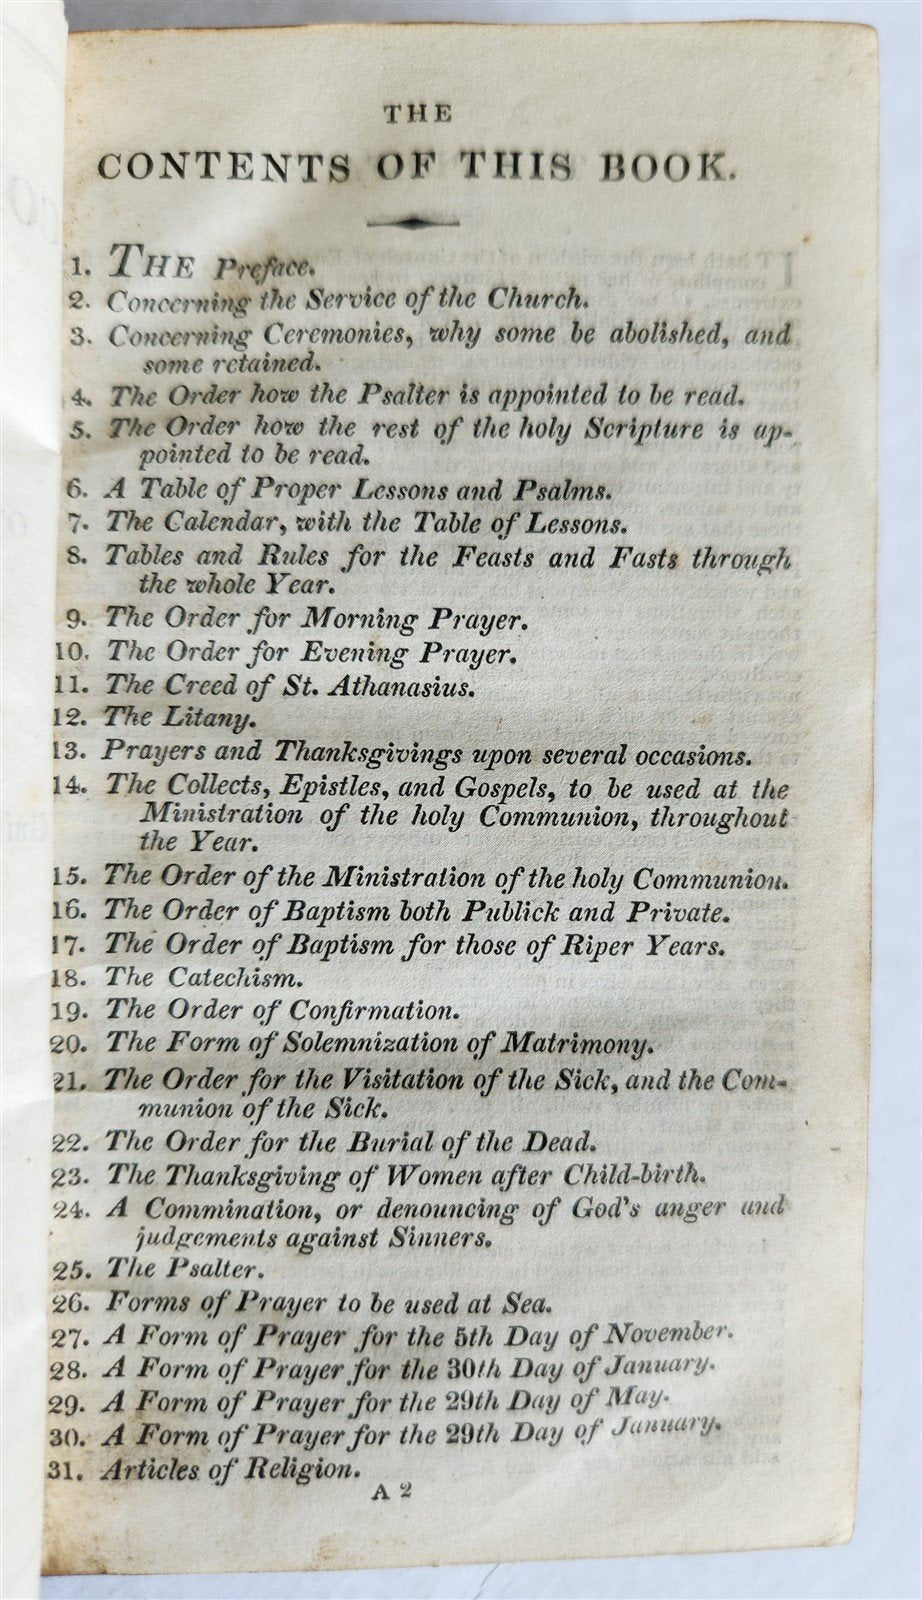 THE
CONTENTS OF THIS BOOK.
1. THE Preface.
2. Concerning the Service of the Church.
3. Concerning Ceremonies, why some be abolished, and
some retained.
4. The Order how the Psalter is appointed to be read.
5. The Order how the rest of the holy Scripture is ap-
pointed to be read.
6. A Table of Proper Lessons and Psalms.
7. The Calendar, with the Table of Lessons.
8. Tables and Rules for the Feasts and Fasts through
the whole Year.
9. The Order for Morning Prayer.
10. The Order for Evening Prayer.
11. The Creed of St. Athanasius.
12. The Litany.
13. Prayers and Thanksgivings upon several occasions.
14. The Collects, Epistles, and Gospels, to be used at the
Ministration of the holy Communion, throughout
the Year.
15. The Order of the Ministration of the holy Communion.
16. The Order of Baptism both Publick and Private.
17. The Order of Baptism for those of Riper Years.
18. The Catechism.
19. The Order of Confirmation.
20. The Form of Solemnization of Matrimony.
21. The Order for the Visitation of the Sick, and the Com-
munion of the Sick.
22. The Order for the Burial of the Dead.
23. The Thanksgiving of Women after Child-birth.
24. A Commination, or denouncing of God's anger and
judgements against Sinners.
25. The Psalter.
26. Forms of Prayer to be used at Sea.
27. A Form of Prayer for the 5th Day of November.
28. A Form of Prayer for the 30th Day of January.
29. A Form of Prayer for the 29th Day of May.
30. A Form of Prayer for the 29th Day of January.
31. Articles of Religion.
A 2